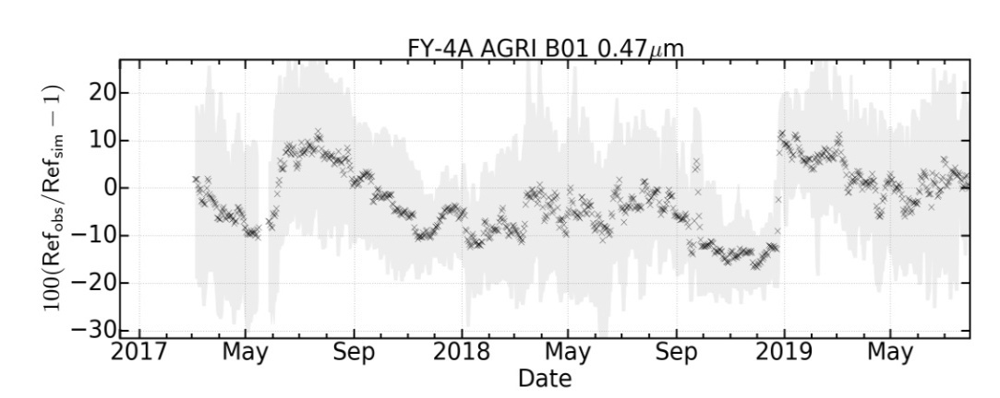 FY-4A AGRI B01 0.47μm
100(Ref_obs/Ref_sim − 1)
20
10
0
−10
−20
−30
2017 May Sep 2018 May Sep 2019 May
Date